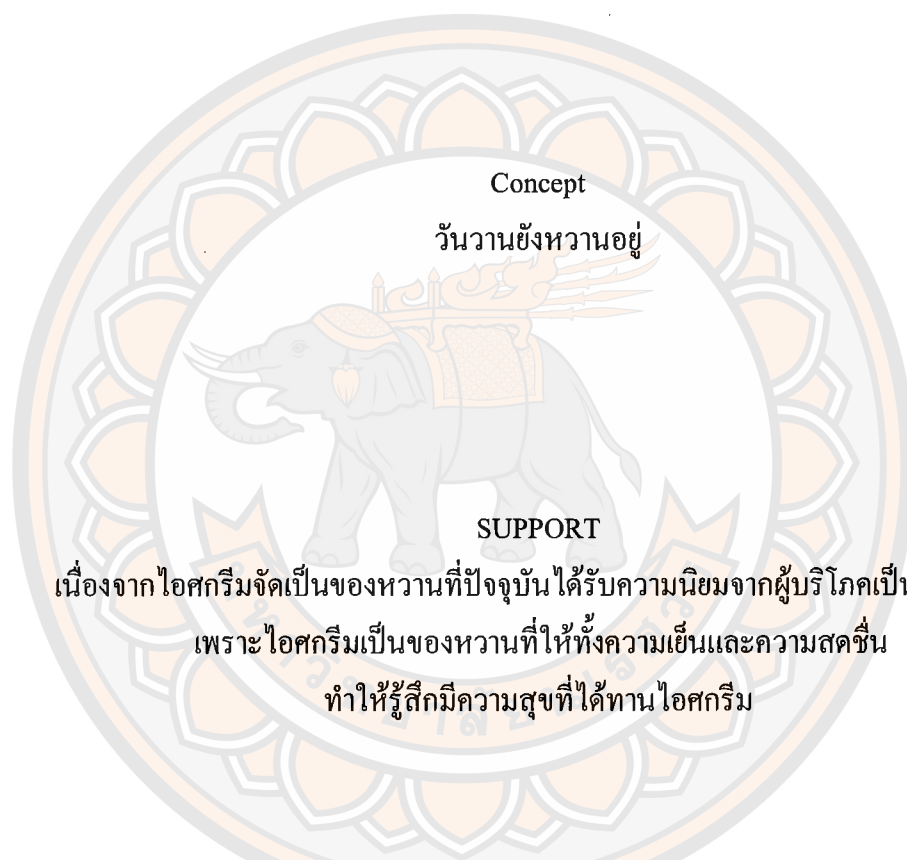 Concept
วันวานยังหวานอยู่
SUPPORT
เนื่องจากไอศกรีมจัดเป็นของหวานที่ปัจจุบันได้รับความนิยมจากผู้บริโภคเป็น
เพราะไอศกรีมเป็นของหวานที่ให้ทั้งความเย็นและความสดชื่น
ทำให้รู้สึกมีความสุขที่ได้ทานไอศกรีม